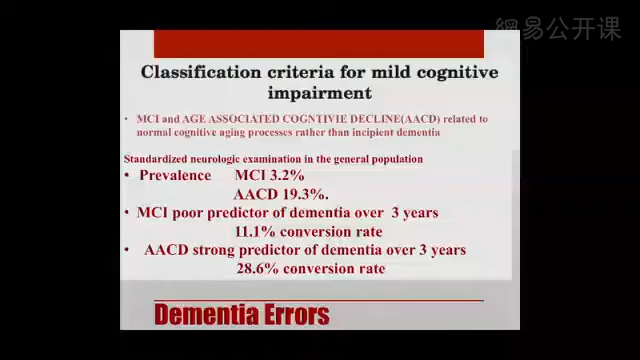 網易公开课
Classification criteria for mild cognitive
impairment
• MCI and AGE ASSOCIATED COGNTIVIE DECLINE(AACD) related to
normal cognitive aging processes rather than incipient dementia
Standardized neurologic examination in the general population
• Prevalence MCI 3.2%
AACD 19.3%.
• MCI poor predictor of dementia over 3 years
11.1% conversion rate
• AACD strong predictor of dementia over 3 years
28.6% conversion rate
Dementia Errors